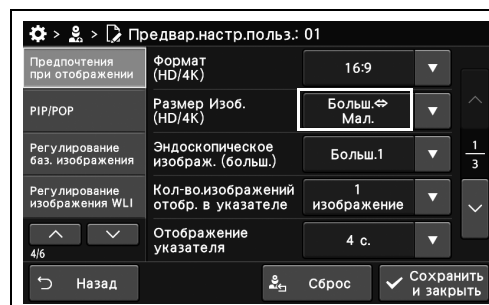 > > Предвар.настр.польз.: 01
Предпочтения
при отображении
Формат
(HD/4K)
16:9
PIP/POP
Размер Изоб.
(HD/4K)
Больш.⇔
Мал.
Регулирование
баз. изображения
Эндоскопическое
изображ. (больш.)
Больш.1
1
3
Регулирование
изображения WLI
Кол-во.изображений
отобр. в указателе
1
изображение
4/6
Отображение
указателя
4 с.
Назад
Сброс
Сохранить
и закрыть